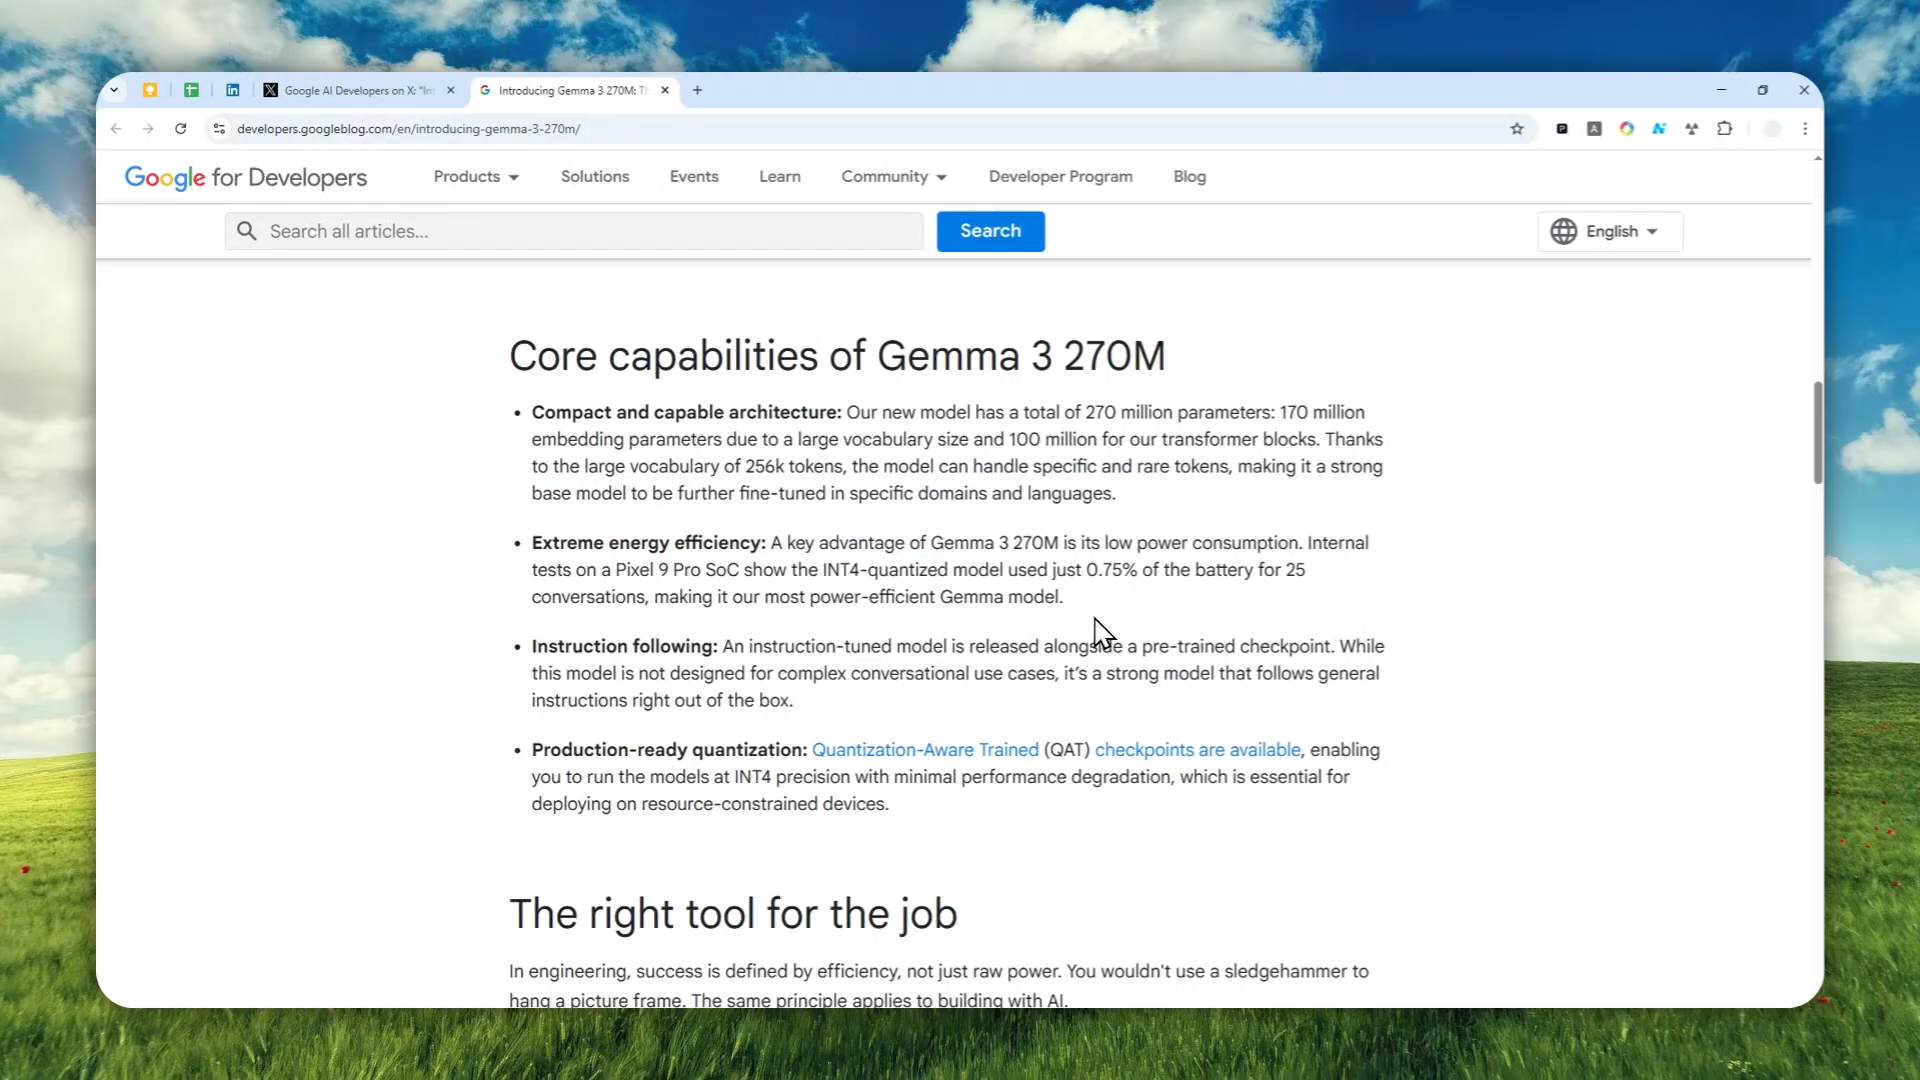 Google AI Developers on X: "In
Introducing Gemma 3 270M: Th
developers.googleblog.com/en/introducing-gemma-3-270m/
Google for Developers
Products
Solutions
Events
Learn
Community
Developer Program
Blog
Search all articles...
Search
English
Core capabilities of Gemma 3 270M
• Compact and capable architecture: Our new model has a total of 270 million parameters: 170 million
embedding parameters due to a large vocabulary size and 100 million for our transformer blocks. Thanks
to the large vocabulary of 256k tokens, the model can handle specific and rare tokens, making it a strong
base model to be further fine-tuned in specific domains and languages.
• Extreme energy efficiency: A key advantage of Gemma 3 270M is its low power consumption. Internal
tests on a Pixel 9 Pro SoC show the INT4-quantized model used just 0.75% of the battery for 25
conversations, making it our most power-efficient Gemma model.
• Instruction following: An instruction-tuned model is released alongside a pre-trained checkpoint. While
this model is not designed for complex conversational use cases, it's a strong model that follows general
instructions right out of the box.
• Production-ready quantization: Quantization-Aware Trained (QAT) checkpoints are available, enabling
you to run the models at INT4 precision with minimal performance degradation, which is essential for
deploying on resource-constrained devices.
The right tool for the job
In engineering, success is defined by efficiency, not just raw power. You wouldn't use a sledgehammer to
hang a picture frame. The same principle applies to building with AI.